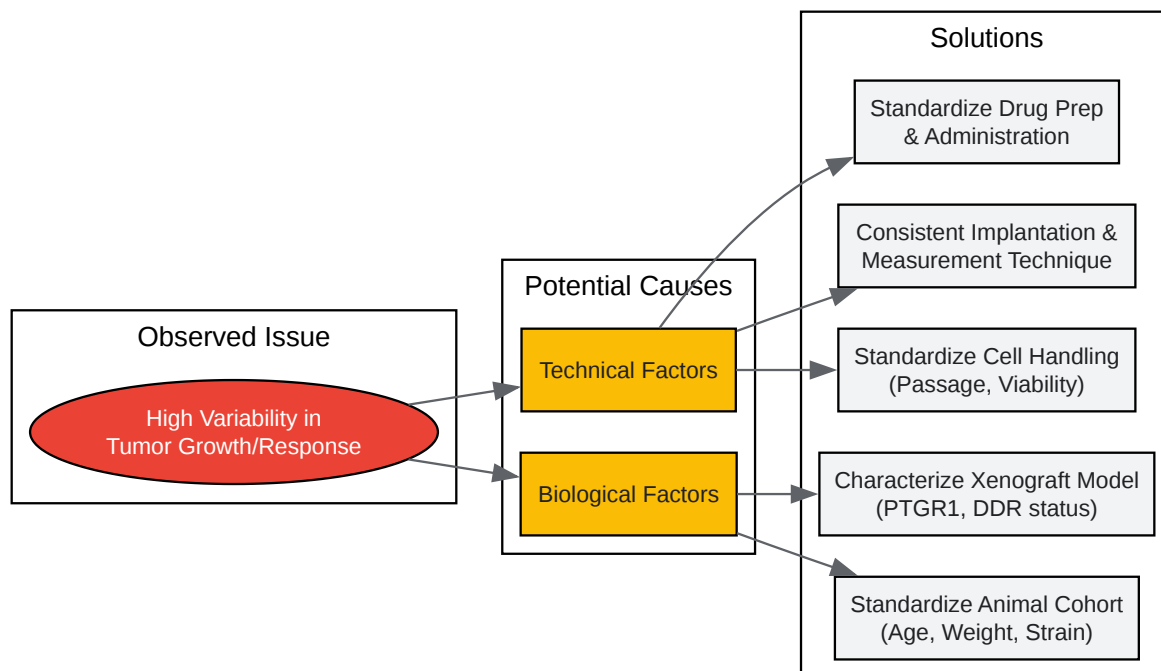 Observed Issue
High Variability in
Tumor Growth/Response
Potential Causes
Technical Factors
Biological Factors
Solutions
Standardize Drug Prep
& Administration
Consistent Implantation &
Measurement Technique
Standardize Cell Handling
(Passage, Viability)
Characterize Xenograft Model
(PTGR1, DDR status)
Standardize Animal Cohort
(Age, Weight, Strain)